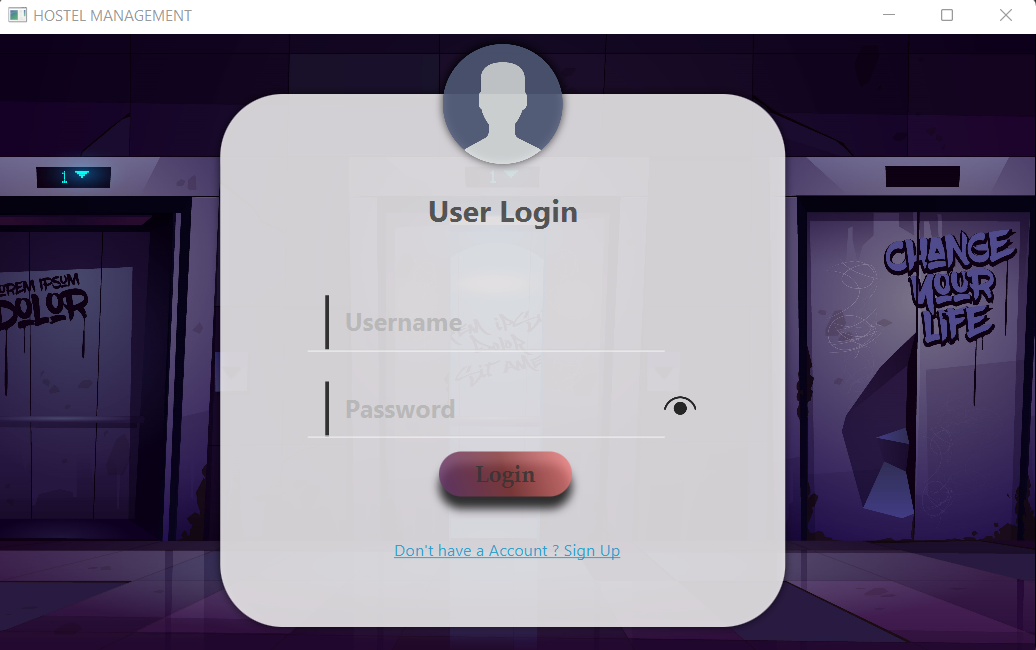 HOSTEL MANAGEMENT
1
1
User Login
LOREM IPSUM
DOLOR
CHANGE
YOUR
LIFE
Username
Password
Login
Don't have a Account ? Sign Up